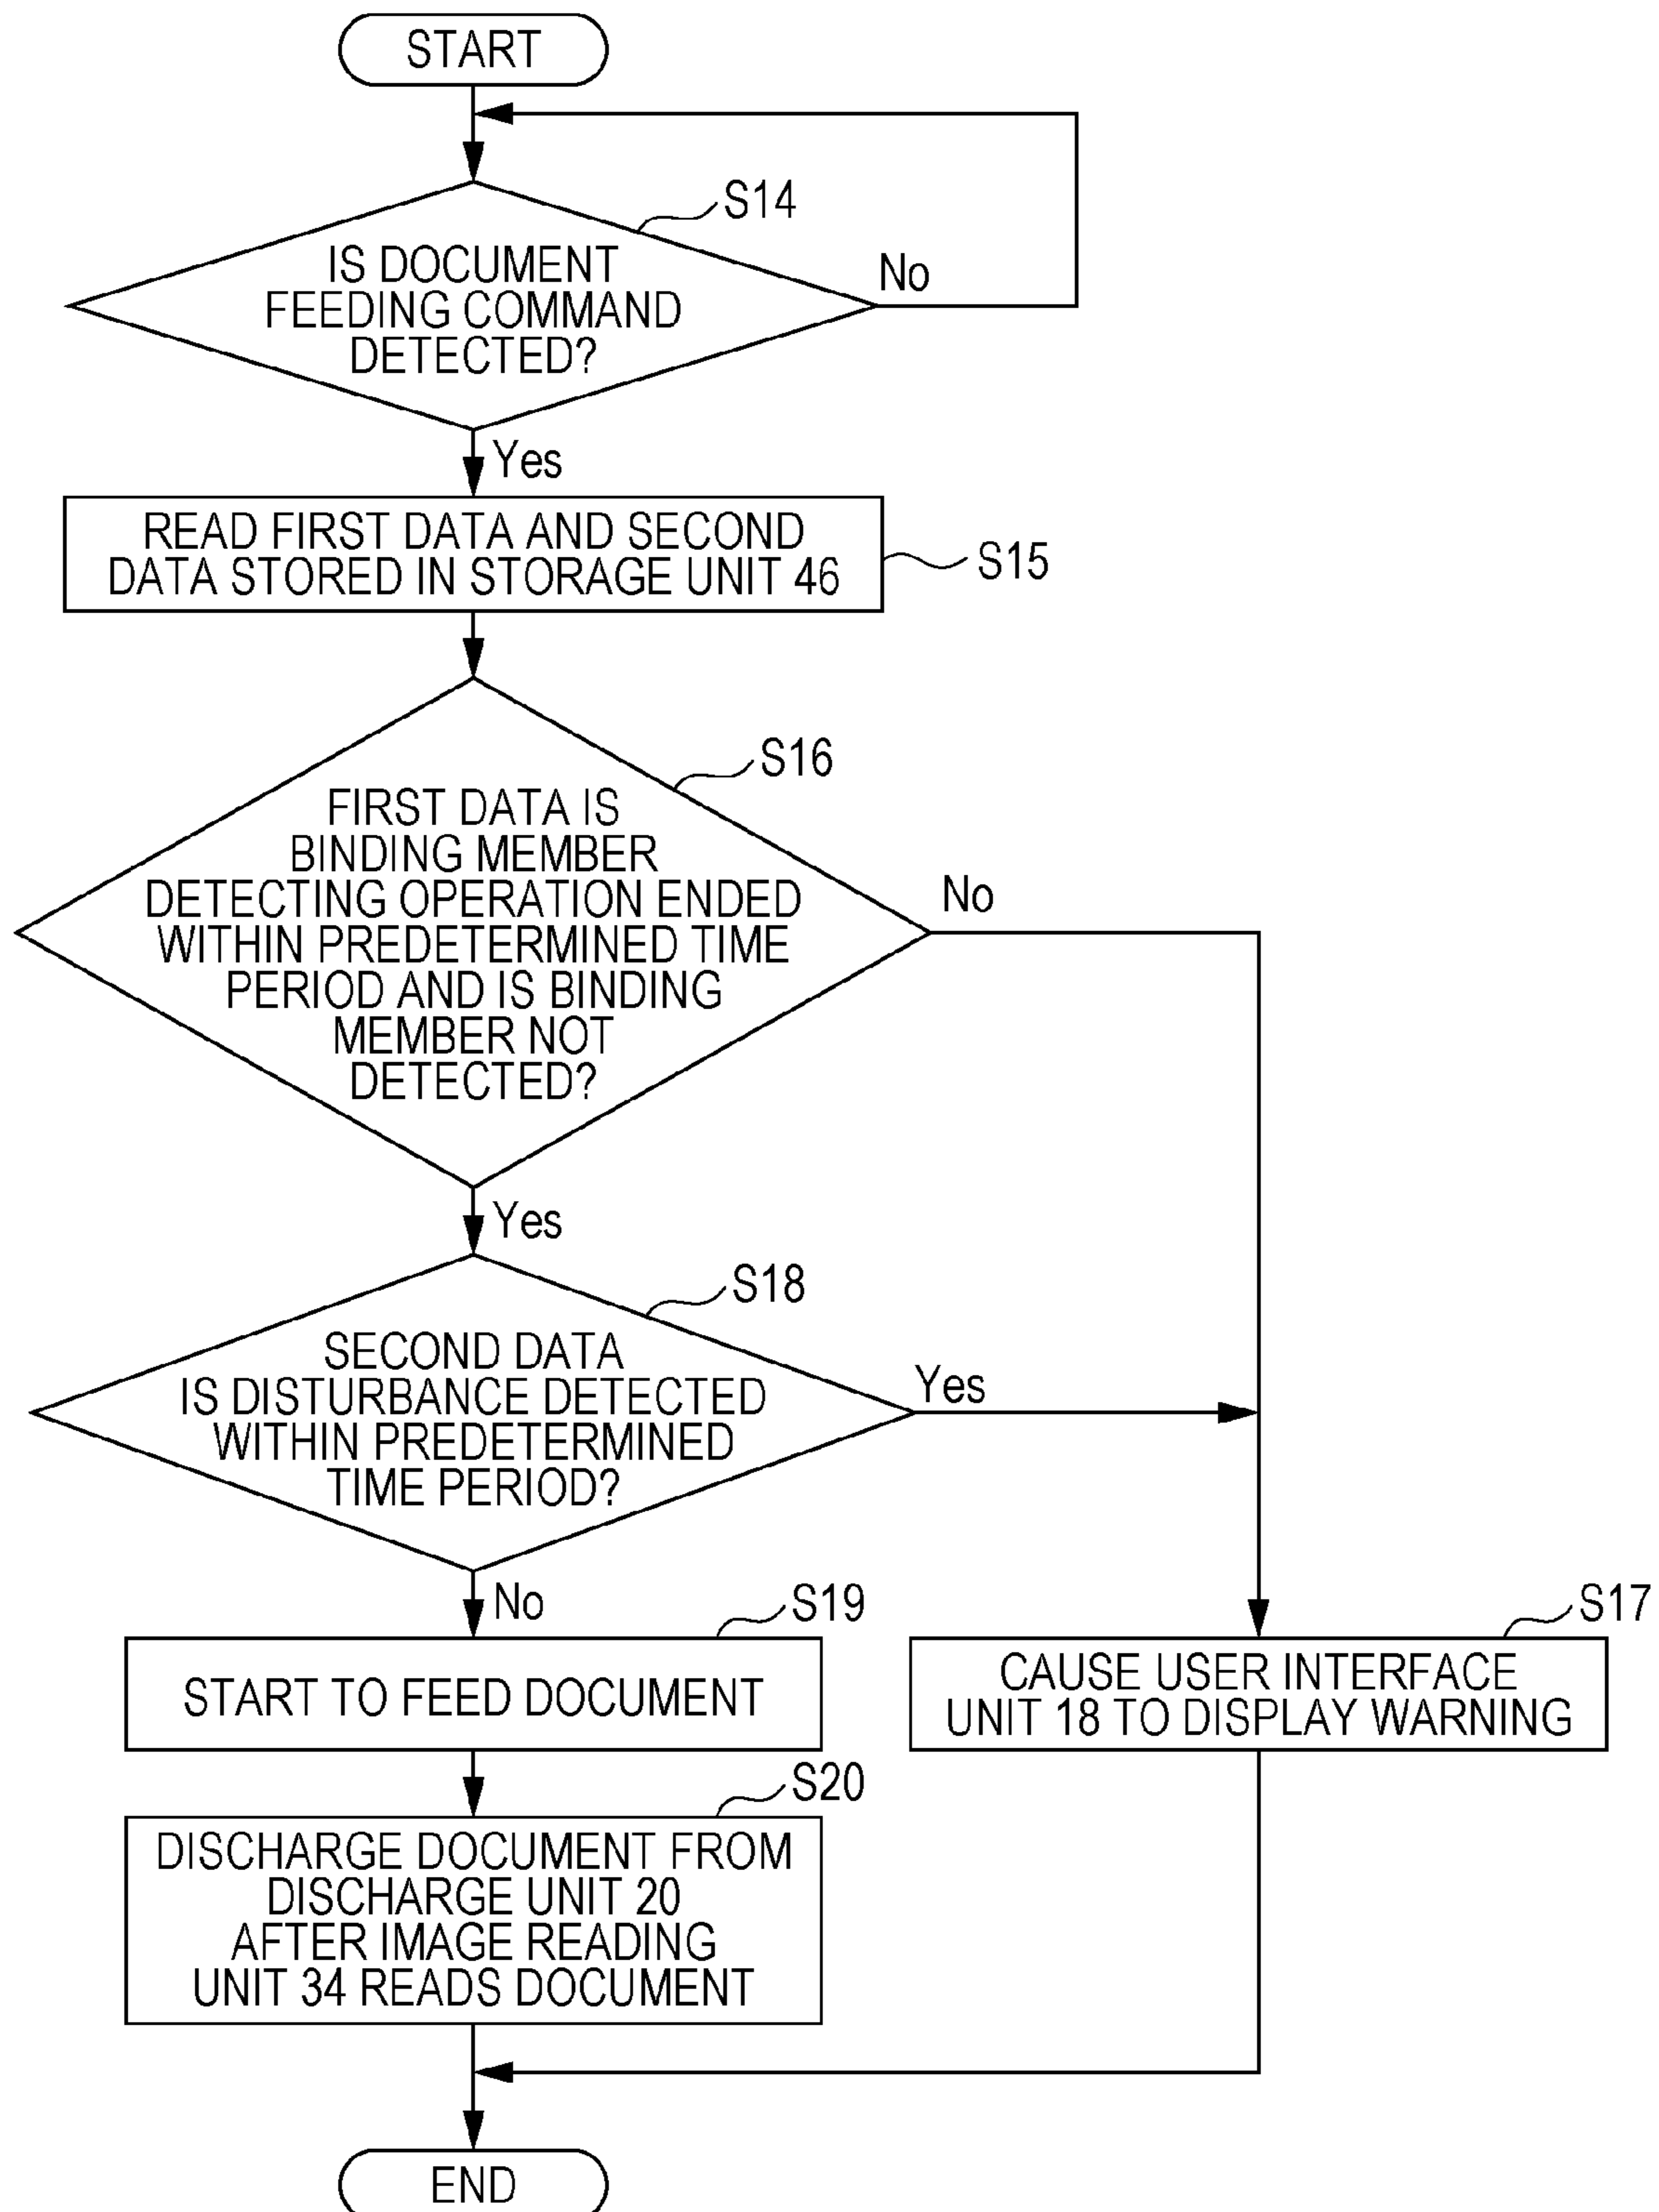 START
S14
IS DOCUMENT
FEEDING COMMAND
DETECTED?
No
Yes
READ FIRST DATA AND SECOND
DATA STORED IN STORAGE UNIT 46
S15
S16
FIRST DATA IS
BINDING MEMBER
DETECTING OPERATION ENDED
WITHIN PREDETERMINED TIME
PERIOD AND IS BINDING
MEMBER NOT
DETECTED?
No
Yes
S18
SECOND DATA
IS DISTURBANCE DETECTED
WITHIN PREDETERMINED
TIME PERIOD?
Yes
No
S19
START TO FEED DOCUMENT
S17
CAUSE USER INTERFACE
UNIT 18 TO DISPLAY WARNING
S20
DISCHARGE DOCUMENT FROM
DISCHARGE UNIT 20
AFTER IMAGE READING
UNIT 34 READS DOCUMENT
END